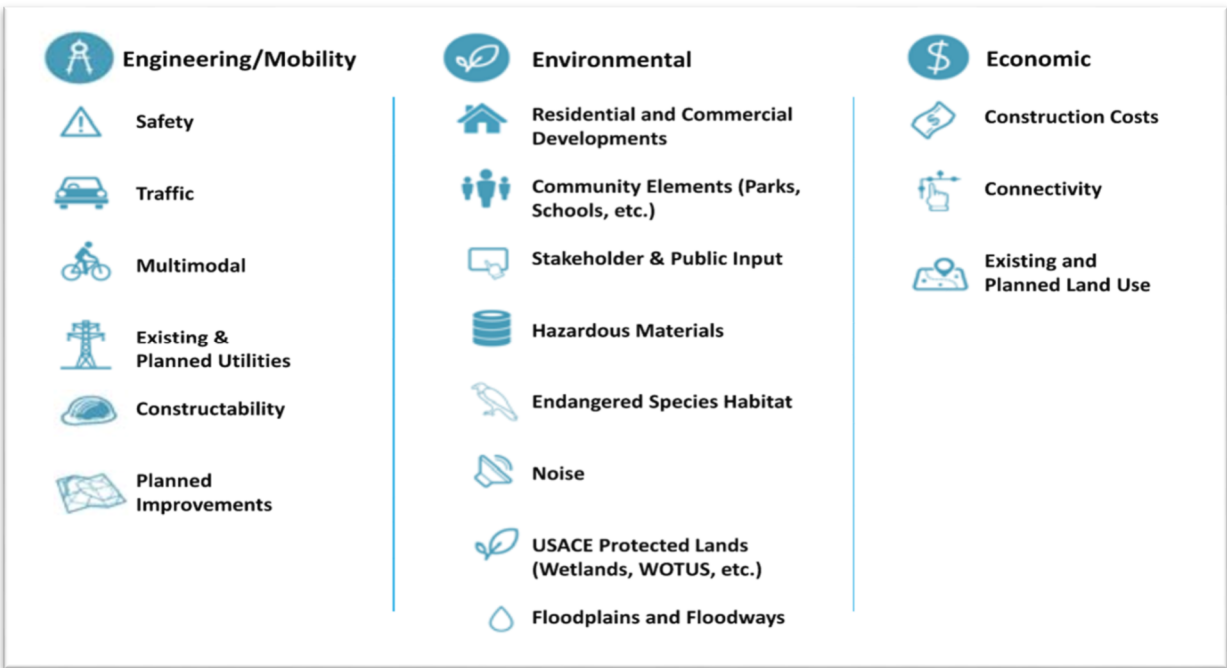 Engineering/Mobility
Safety
Traffic
Multimodal
Existing &
Planned Utilities
Constructability
Planned
Improvements
Environmental
Residential and Commercial
Developments
Community Elements (Parks,
Schools, etc.)
Stakeholder & Public Input
Hazardous Materials
Endangered Species Habitat
Noise
USACE Protected Lands
(Wetlands, WOTUS, etc.)
Floodplains and Floodways
Economic
Construction Costs
Connectivity
Existing and
Planned Land Use